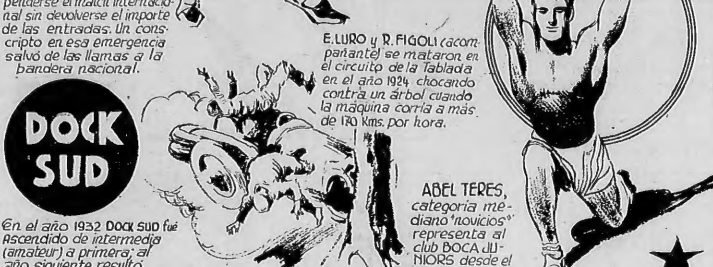 penderse el match internacio-
nal sin devolverse el importe
de las entradas. Un cons-
cripto en esa emergencia
salvó de las llamas a la
bandera nacional.
DOCK
SUD
En el año 1932 DOCK SUD fué
ascendido de intermedia
(amateur) a primera; al
año siguiente resultó
E. LURO y R. FIGOLI (acom-
pañante) se mataron en
el circuito de la Tablada
en el año 1924 chocando
contra un árbol cuando
la máquina corría a más
de 170 kms. por hora.
ABEL TERES,
categoría me-
diano "novicios"
representa al
club BOCA JU-
NIORS desde el